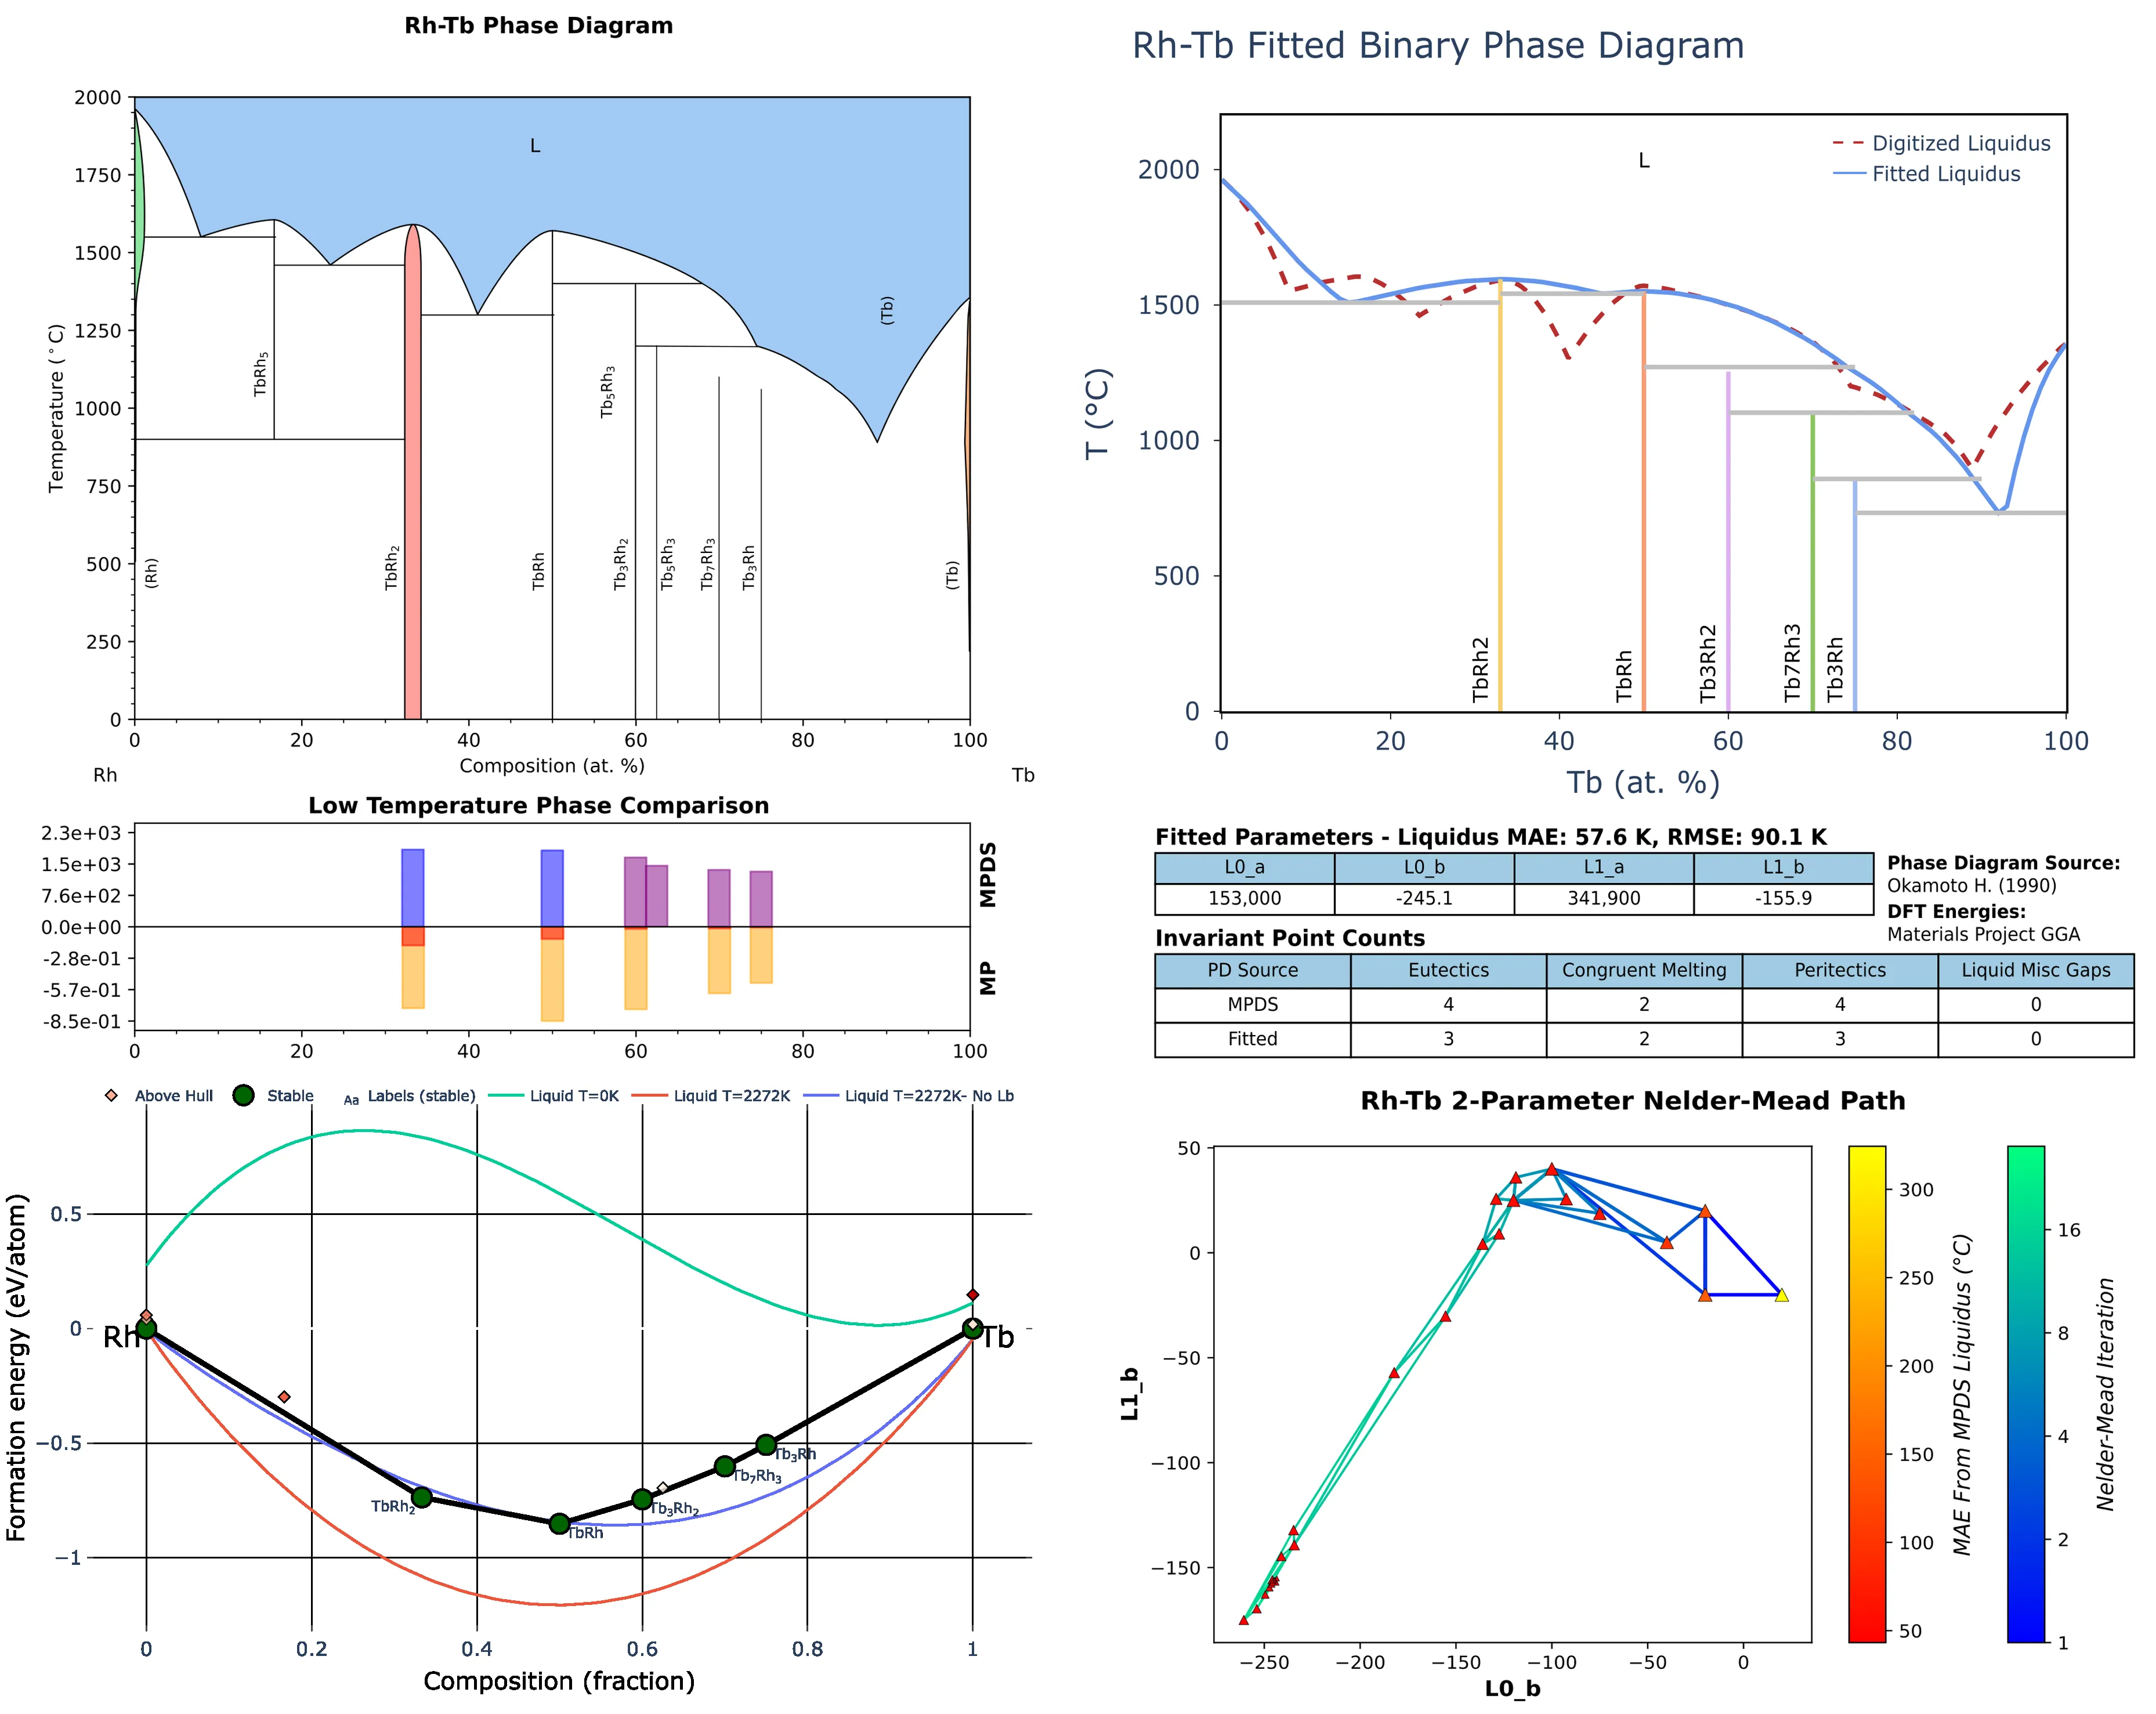 Rh-Tb Phase Diagram
2000
1750
1500
1250
1000
750
500
250
0
Temperature (°C)
L
(Tb)
TbRh5
Tb5Rh3
(Rh)
TbRh2
TbRh
Tb3Rh2
Tb5Rh3
Tb7Rh3
Tb3Rh
(Tb)
0 20 40 60 80 100
Composition (at. %)
Rh Tb
Rh-Tb Fitted Binary Phase Diagram
Digitized Liquidus
Fitted Liquidus
L
2000
1500
1000
500
0
T (°C)
TbRh2
TbRh
Tb3Rh2
Tb7Rh3
Tb3Rh
0 20 40 60 80 100
Tb (at. %)
Low Temperature Phase Comparison
2.3e+03
1.5e+03
7.6e+02
0.0e+00
-2.8e-01
-5.7e-01
-8.5e-01
MPDS
MP
0 20 40 60 80 100
Fitted Parameters - Liquidus MAE: 57.6 K, RMSE: 90.1 K
L0_a L0_b L1_a L1_b
153,000 -245.1 341,900 -155.9
Phase Diagram Source:
Okamoto H. (1990)
DFT Energies:
Materials Project GGA
Invariant Point Counts
PD Source Eutectics Congruent Melting Peritectics Liquid Misc Gaps
MPDS 4 2 4 0
Fitted 3 2 3 0
Above Hull Stable Aa Labels (stable) Liquid T=0K Liquid T=2272K Liquid T=2272K- No Lb
0.5
0
−0.5
−1
Formation energy (eV/atom)
Rh
Tb
TbRh2
TbRh
Tb3Rh2
Tb7Rh3
Tb3Rh
0 0.2 0.4 0.6 0.8 1
Composition (fraction)
Rh-Tb 2-Parameter Nelder-Mead Path
50
0
−50
−100
−150
L1_b
−250 −200 −150 −100 −50 0
L0_b
300
250
200
150
100
50
MAE From MPDS Liquidus (°C)
16
8
4
2
1
Nelder-Mead Iteration